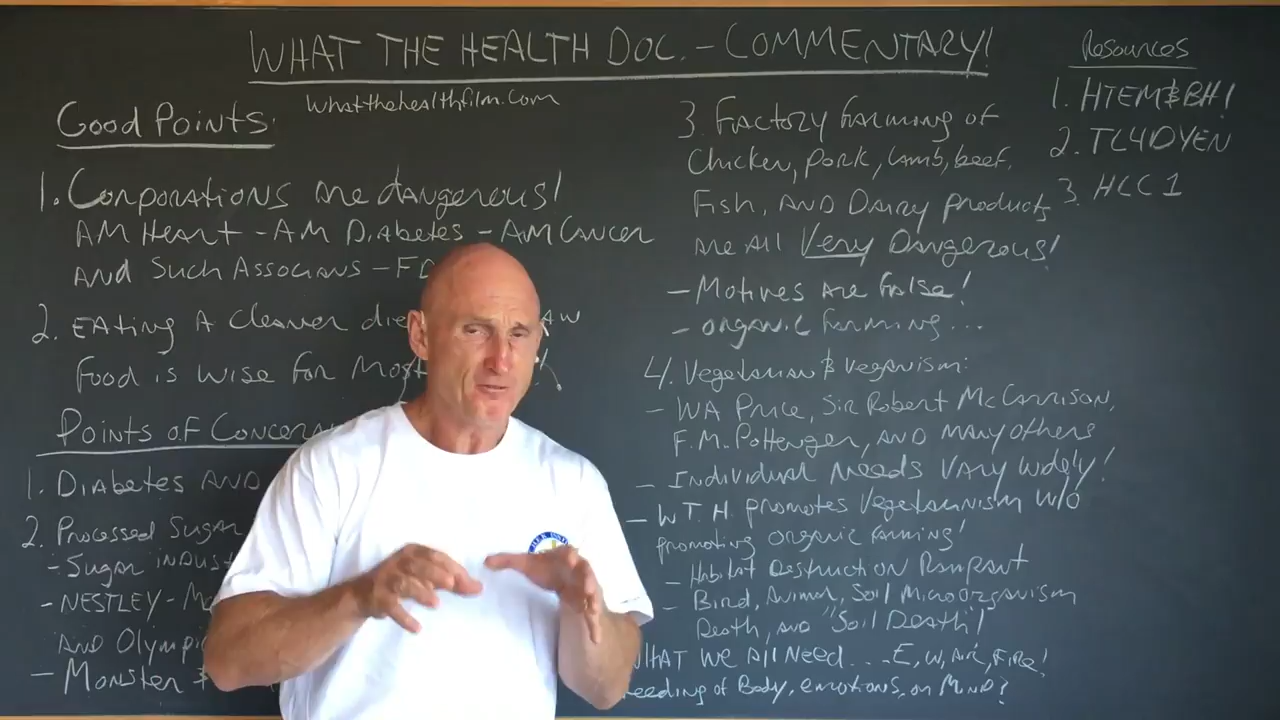 WHAT THE HEALTH DOC. - COMMENTARY!
whatthehealthfilm.com
Good Points:
1. Corporations are dangerous!
AM Heart - AM Diabetes - AM Cancer
And Such Associans - FD
2. Eating A cleaner die AW
Food is wise for Most
Points of Concern
1. Diabetes AND
2. Processed Sugar
- Sugar indust
- NESTLEY - M
And Olympi
- Monster &
3. Factory farming of
Chicken, pork, lamb, beef,
Fish, AND Dairy products
are All Very Dangerous!
- Motives are false!
- organic farming...
4. Vegetarian & Veganism:
- WA Price, Sir Robert McCarrison,
F.M. Pottenger, AND MANY others
- Individual Needs Vary widely!
- W.T.H. promotes Vegetarianism w/o
promoting organic farming!
- Habitat Destruction Rampant
- Bird, Animal, Soil Microorganism
Death, and "Soil Death"!
WHAT WE All NEED....E, W, Air, Fire!
eeding of Body, emotions, or Mind?
Resources
1. HTEM&BH!
2. TL4DYEN
3. HCC 1